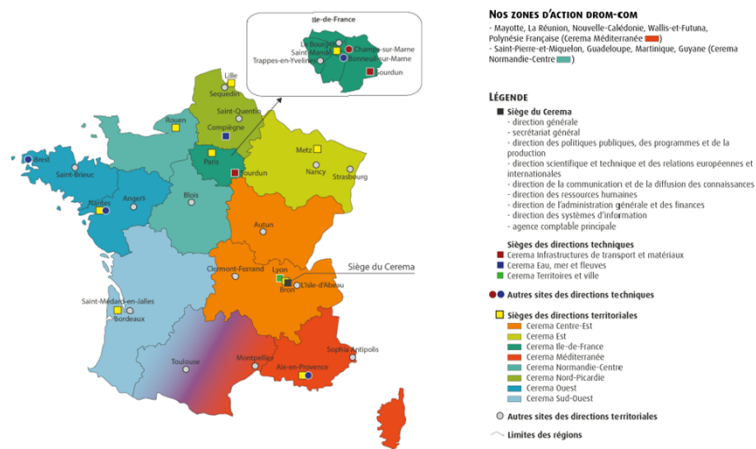 Ile-de-France
Le Bourget
Champs-sur-Marne
Saint Mandé
Bonneuil-sur-Marne
Trappes-en-Yvelines
Sourdun
Lille
Sequedin
Saint-Quentin
Rouen
Compiègne
Metz
Paris
Brest
Nancy
Saint-Brieuc
Sourdun
Strasbourg
Blois
Angers
Nantes
Autun
Clermont-Ferrand
Lyon
Siège du Cerema
Bron
L'Isle-d'Abeau
Saint-Médard-en-Jalles
Bordeaux
Sophia Antipolis
Toulouse
Montpellier
Aix-en-Provence
NOS ZONES D'ACTION DROM-COM
- Mayotte, La Réunion, Nouvelle-Calédonie, Wallis-et-Futuna,
Polynésie Française (Cerema Méditerranée )
- Saint-Pierre-et-Miquelon, Guadeloupe, Martinique, Guyane (Cerema
Normandie-Centre )
LÉGENDE
Siège du Cerema
- direction générale
- secrétariat général
- direction des politiques publiques, des programmes et de la
production
- direction scientifique et technique et des relations européennes et
internationales
- direction de la communication et de la diffusion des connaissances
- direction des ressources humaines
- direction de l'administration générale et des finances
- direction des systèmes d'information
- agence comptable principale
Sièges des directions techniques
Cerema Infrastructures de transport et matériaux
Cerema Eau, mer et fleuves
Cerema Territoires et ville
Autres sites des directions techniques
Sièges des directions territoriales
Cerema Centre-Est
Cerema Est
Cerema Ile-de-France
Cerema Méditerranée
Cerema Normandie-Centre
Cerema Nord-Picardie
Cerema Ouest
Cerema Sud-Ouest
Autres sites des directions territoriales
Limites des régions